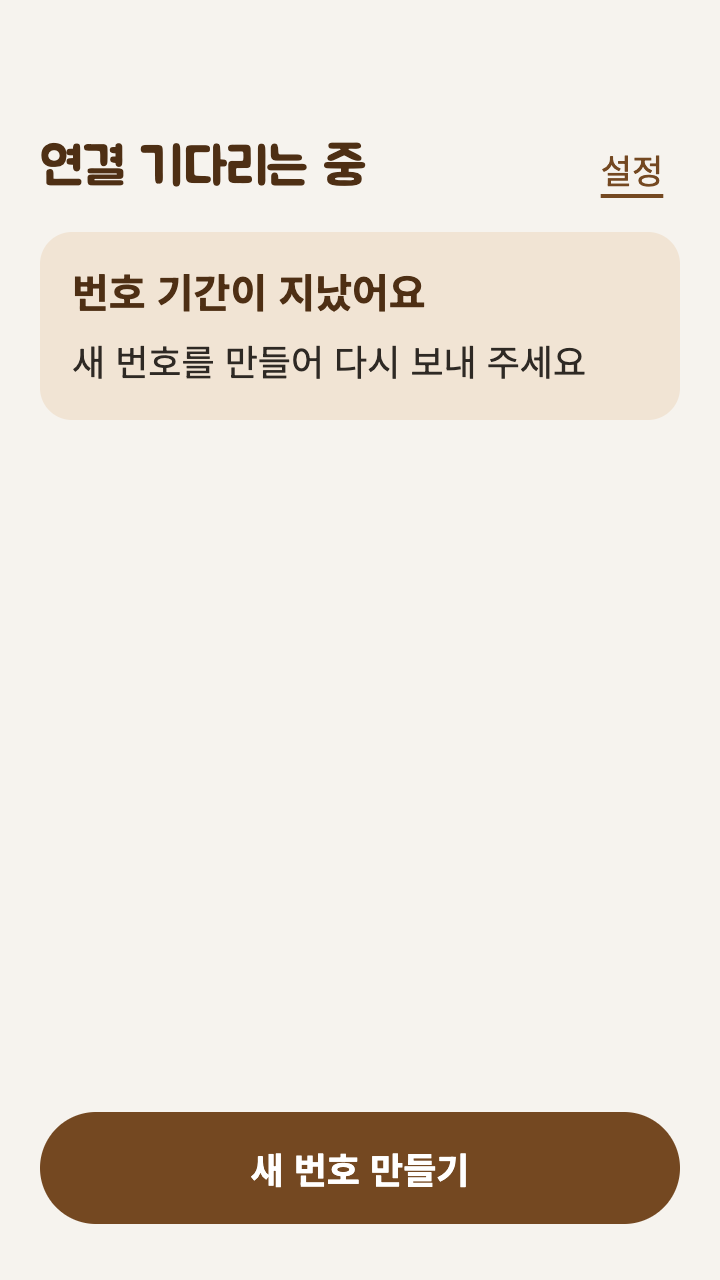 연결 기다리는 중
설정
번호 기간이 지났어요
새 번호를 만들어 다시 보내 주세요
새 번호 만들기